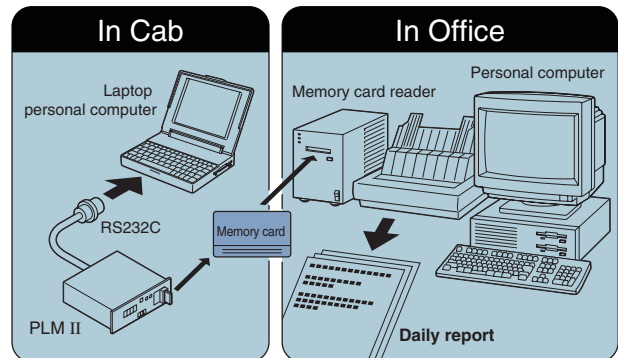 In Cab
In Office
Laptop
personal computer
Memory card reader
Personal computer
RS232C
Memory card
PLM II
Daily report